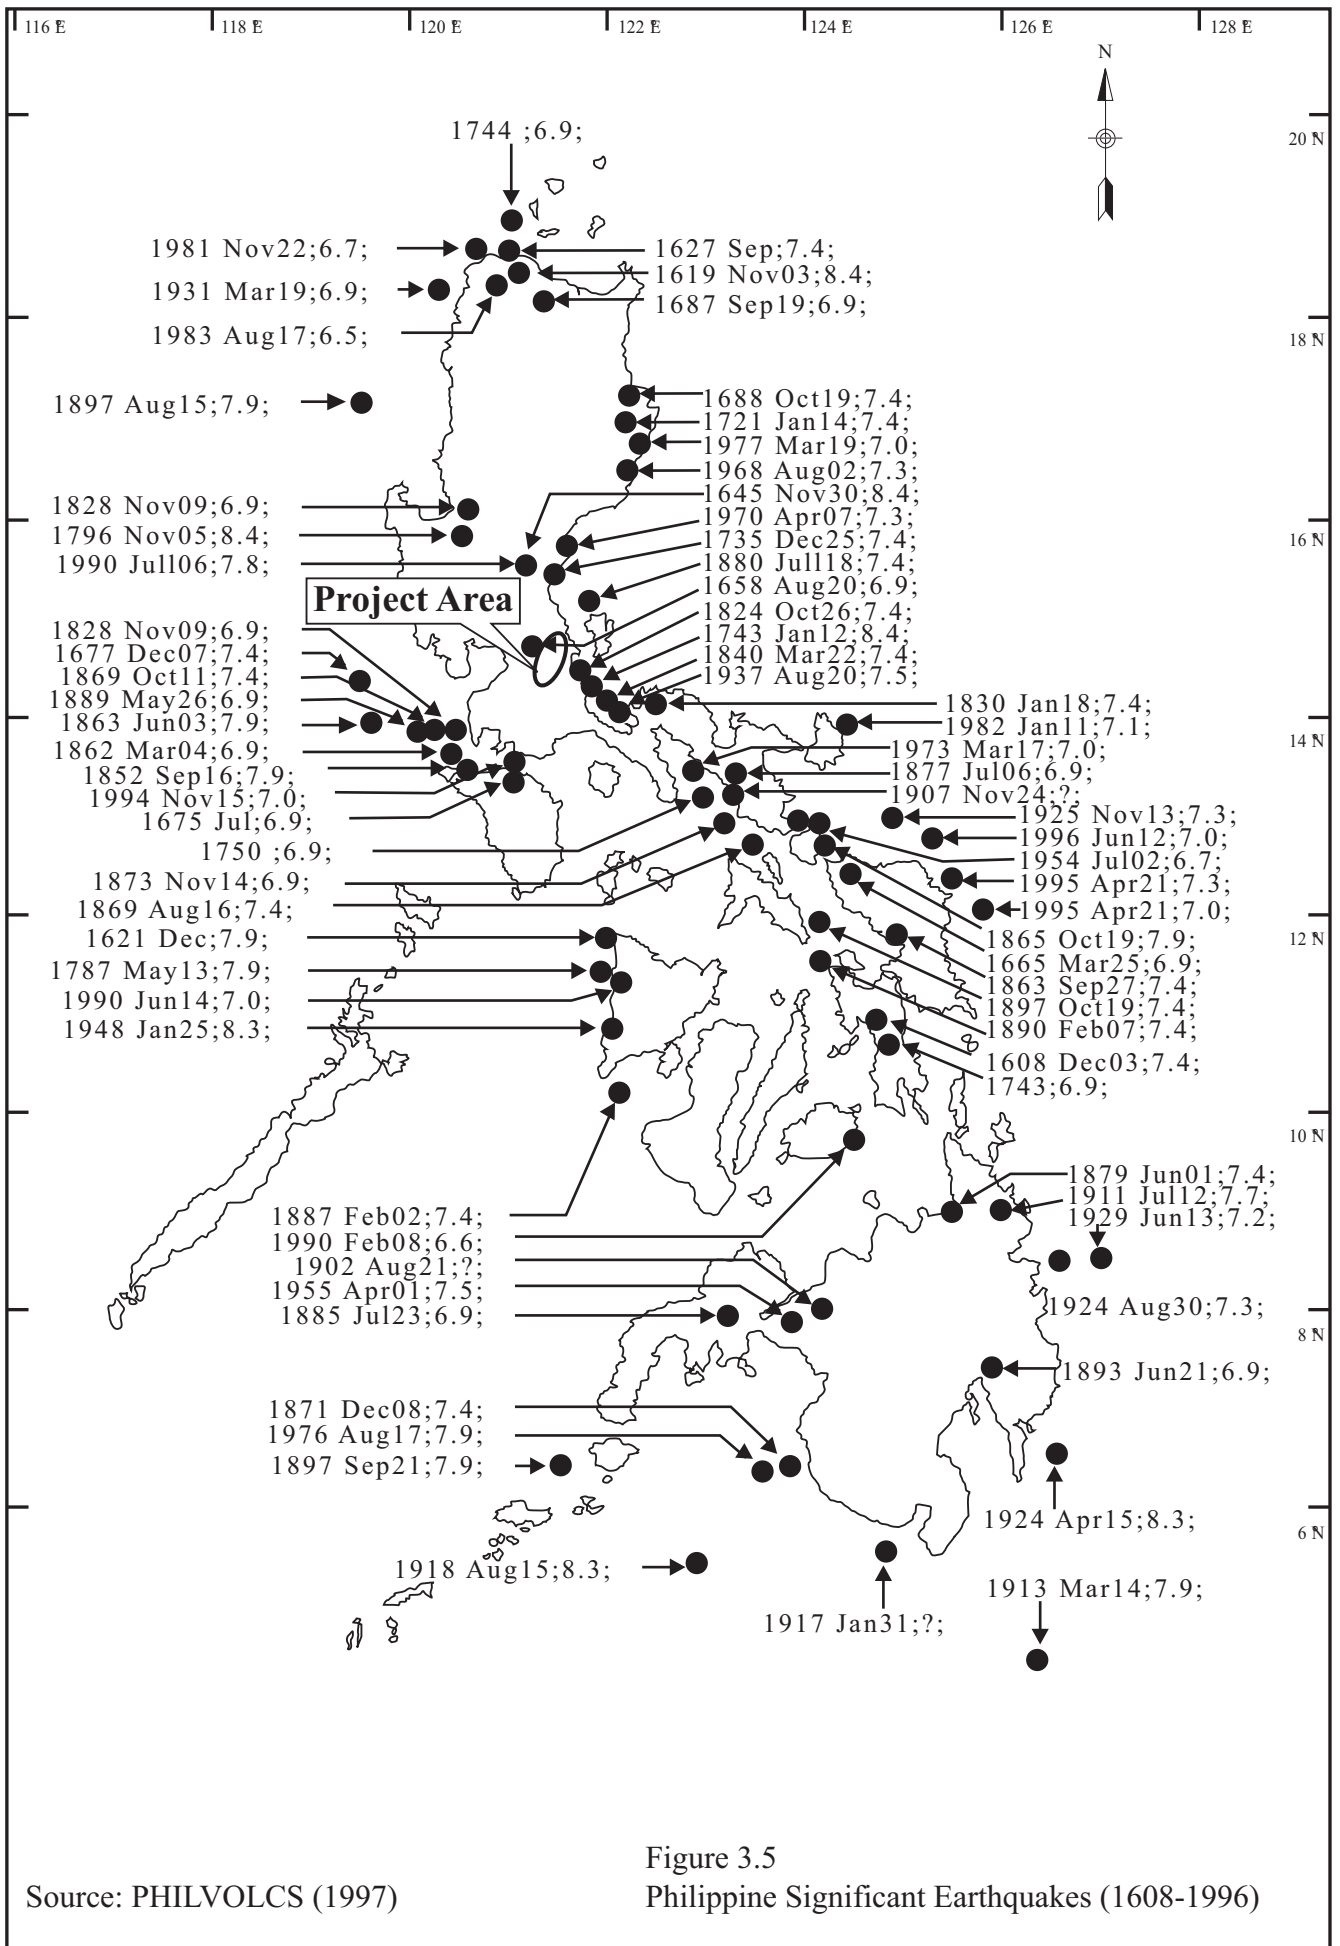 116°E 118°E 120°E 122°E 124°E 126°E 128°E
N
20°N
1744 ;6.9;
1981 Nov22;6.7;
1627 Sep;7.4;
1619 Nov03;8.4;
1931 Mar19;6.9;
1687 Sep19;6.9;
1983 Aug17;6.5;
18°N
1897 Aug15;7.9;
1688 Oct19;7.4;
1721 Jan14;7.4;
1977 Mar19;7.0;
1968 Aug02;7.3;
1645 Nov30;8.4;
1828 Nov09;6.9;
1970 Apr07;7.3;
1796 Nov05;8.4;
1735 Dec25;7.4;
16°N
1990 Jull06;7.8;
1880 Jull18;7.4;
1658 Aug20;6.9;
Project Area
1824 Oct26;7.4;
1828 Nov09;6.9;
1743 Jan12;8.4;
1677 Dec07;7.4;
1840 Mar22;7.4;
1869 Oct11;7.4;
1937 Aug20;7.5;
1889 May26;6.9;
1830 Jan18;7.4;
1863 Jun03;7.9;
1982 Jan11;7.1;
14°N
1862 Mar04;6.9;
1973 Mar17;7.0;
1852 Sep16;7.9;
1877 Jul06;6.9;
1994 Nov15;7.0;
1907 Nov24;?;
1675 Jul;6.9;
1925 Nov13;7.3;
1996 Jun12;7.0;
1750 ;6.9;
1954 Jul02;6.7;
1873 Nov14;6.9;
1995 Apr21;7.3;
1869 Aug16;7.4;
1995 Apr21;7.0;
1621 Dec;7.9;
1865 Oct19;7.9;
12°N
1787 May13;7.9;
1665 Mar25;6.9;
1863 Sep27;7.4;
1990 Jun14;7.0;
1897 Oct19;7.4;
1948 Jan25;8.3;
1890 Feb07;7.4;
1608 Dec03;7.4;
1743;6.9;
10°N
1879 Jun01;7.4;
1911 Jul12;7.7;
1887 Feb02;7.4;
1929 Jun13;7.2;
1990 Feb08;6.6;
1902 Aug21;?;
1955 Apr01;7.5;
1924 Aug30;7.3;
1885 Jul23;6.9;
8°N
1893 Jun21;6.9;
1871 Dec08;7.4;
1976 Aug17;7.9;
1897 Sep21;7.9;
1924 Apr15;8.3;
6°N
1918 Aug15;8.3;
1913 Mar14;7.9;
1917 Jan31;?;
Figure 3.5
Source: PHILVOLCS (1997)
Philippine Significant Earthquakes (1608-1996)